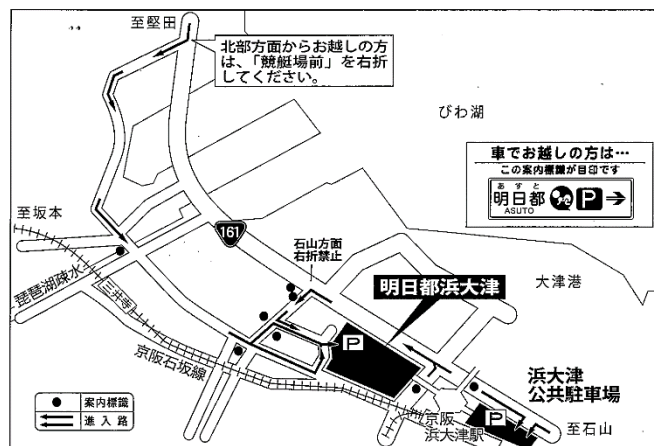 至堅田
北部方面からお越しの方
は、「競艇場前」を右折
してください。
びわ湖
車でお越しの方は…
この案内標識が目印です
あすと
明日都
ASUTO
P
至坂本
161
石山方面
右折禁止
明日都浜大津
大津港
琵琶湖疏水
三井寺
京阪石坂線
P
浜大津
公共駐車場
P
京阪
浜大津駅
至石山
案内標識
進入路